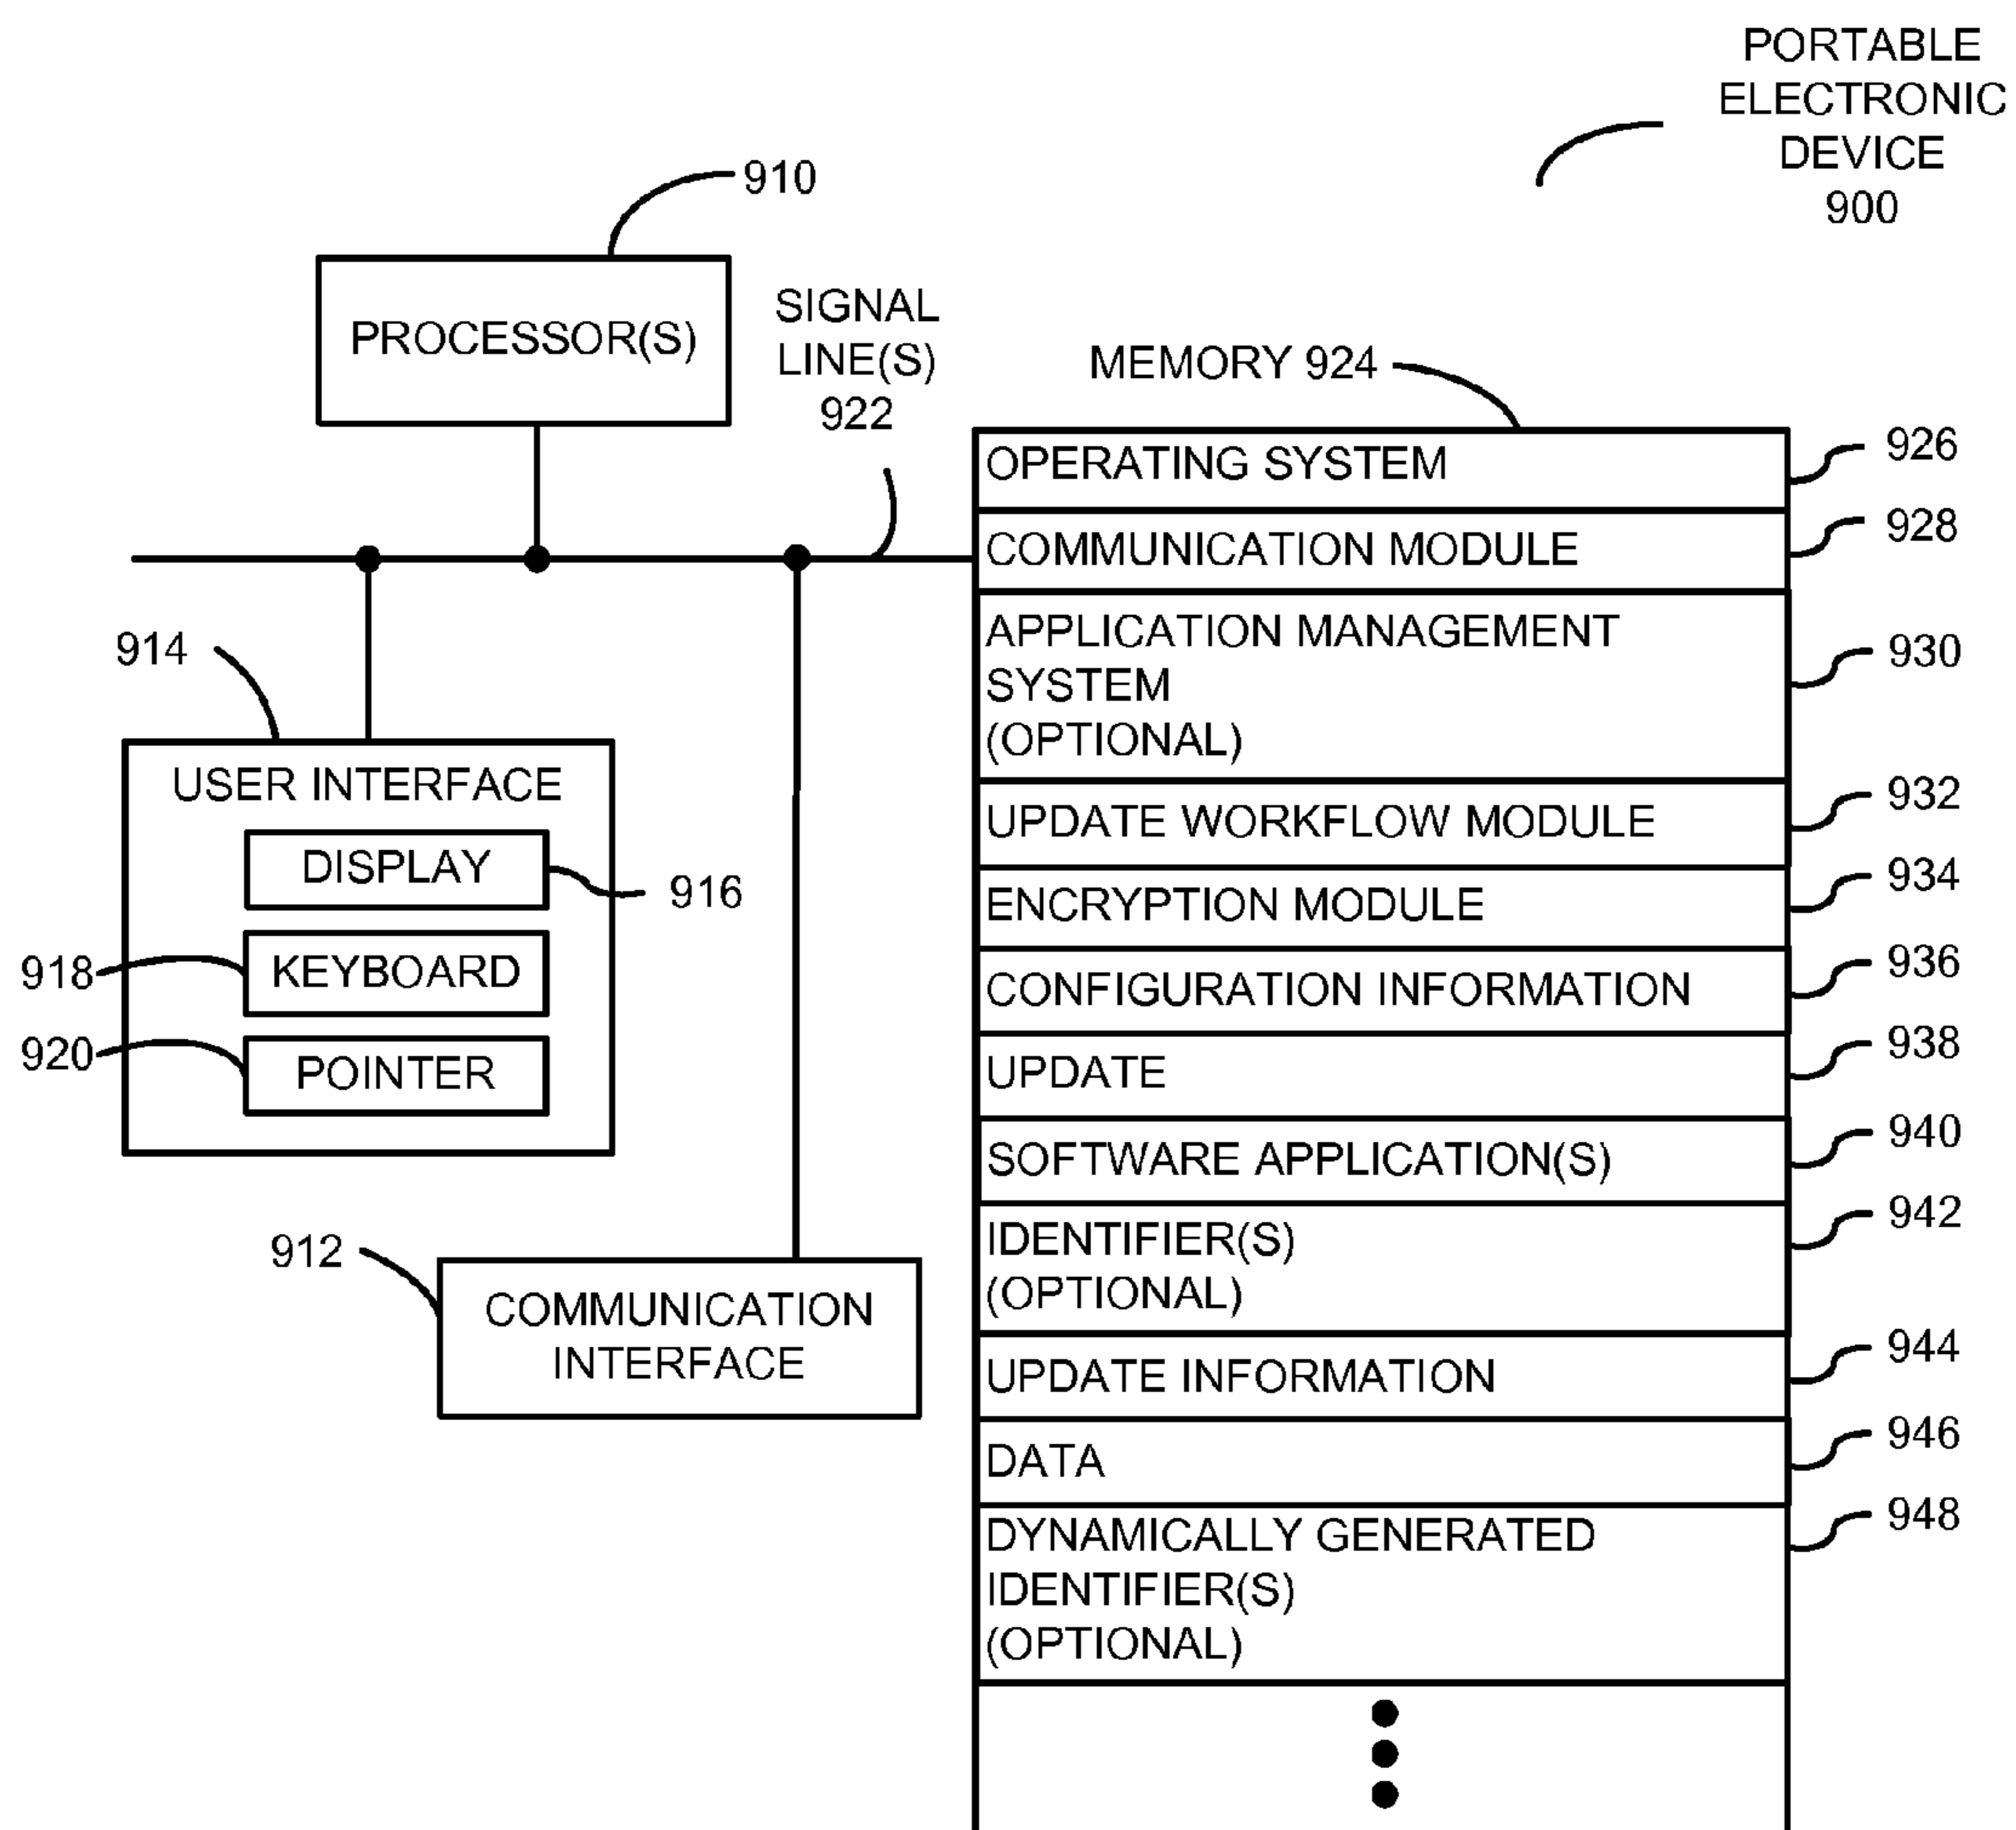 PORTABLE
ELECTRONIC
DEVICE
900
910
PROCESSOR(S)
SIGNAL
LINE(S)
922
MEMORY 924
OPERATING SYSTEM
926
COMMUNICATION MODULE
928
APPLICATION MANAGEMENT
SYSTEM
(OPTIONAL)
930
UPDATE WORKFLOW MODULE
932
ENCRYPTION MODULE
934
CONFIGURATION INFORMATION
936
UPDATE
938
SOFTWARE APPLICATION(S)
940
IDENTIFIER(S)
(OPTIONAL)
942
UPDATE INFORMATION
944
DATA
946
DYNAMICALLY GENERATED
IDENTIFIER(S)
(OPTIONAL)
948
914
USER INTERFACE
DISPLAY
916
918
KEYBOARD
920
POINTER
912
COMMUNICATION
INTERFACE